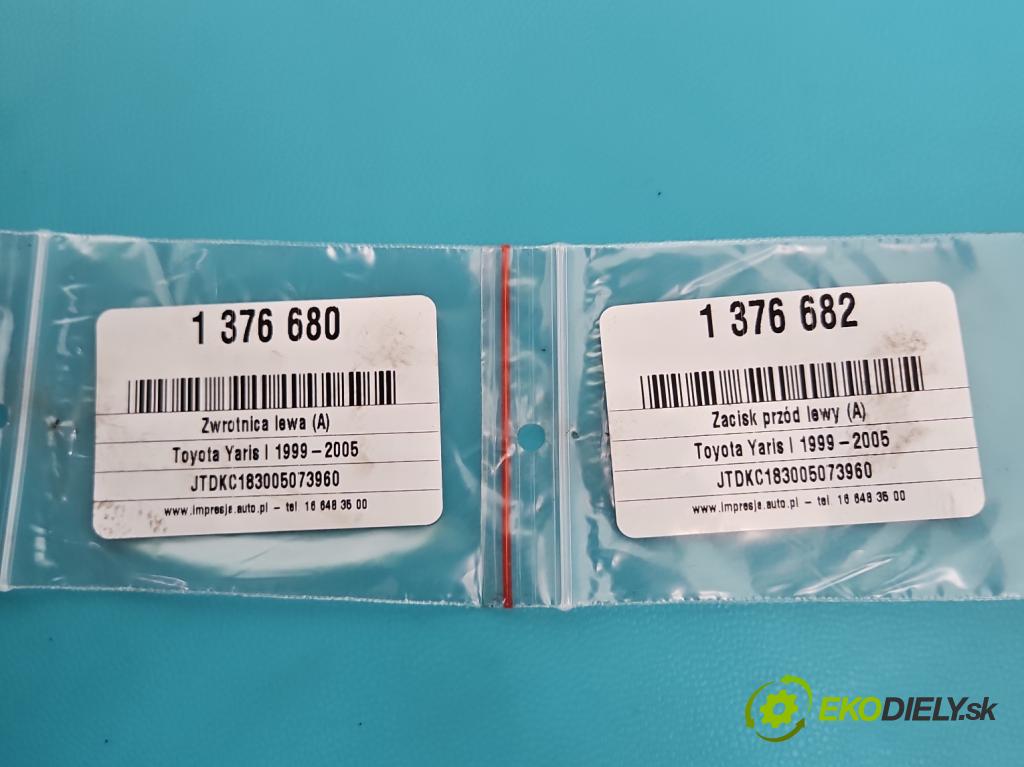 1 376 680
Zwrotnica lewa (A)
Toyota Yaris I 1999-2005
JTDKC183005073960
www.impresja.auto.pl - tel. 16 648 35 00
1 376 682
Zacisk przód lewy (A)
Toyota Yaris I 1999-2005
JTDKC183005073960
www.impresja.auto.pl - tel. 16 648 35 00
EKODIELY.sk